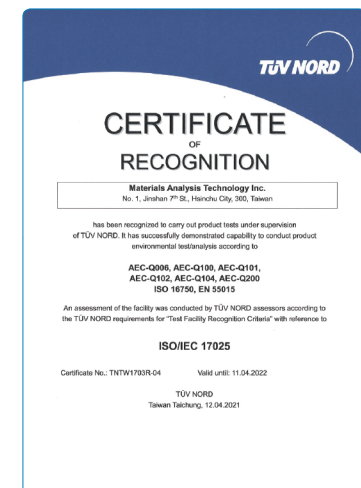 TÜV NORD
CERTIFICATE
OF
RECOGNITION
Materials Analysis Technology Inc.
No. 1, Jinshan 7th St., Hsinchu City, 300, Taiwan
has been recognized to carry out product tests under supervision
of TÜV NORD. It has successfully demonstrated capability to conduct product
environmental test/analysis according to
AEC-Q006, AEC-Q100, AEC-Q101,
AEC-Q102, AEC-Q104, AEC-Q200
ISO 16750, EN 55015
An assessment of the facility was conducted by TÜV NORD assessors according to
the TÜV NORD requirements for "Test Facility Recognition Criteria" with reference to
ISO/IEC 17025
Certificate No.: TNTW1703R-04 Valid until: 11.04.2022
TÜV NORD
Taiwan Taichung, 12.04.2021